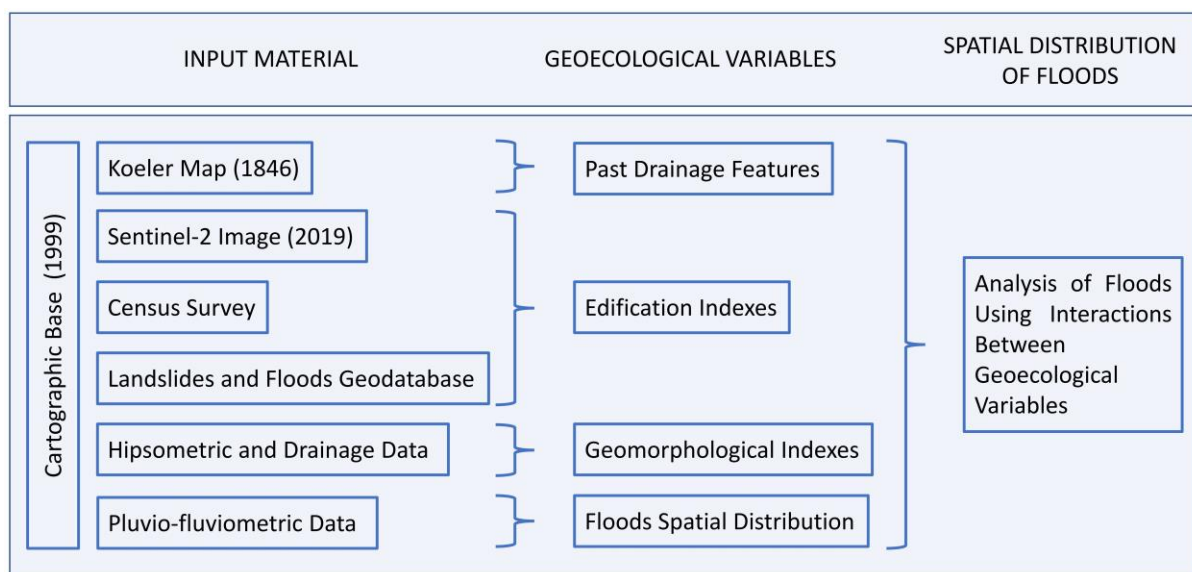 INPUT MATERIAL
GEOECOLOGICAL VARIABLES
SPATIAL DISTRIBUTION
OF FLOODS
Cartographic Base (1999)
Koeler Map (1846)
Past Drainage Features
Sentinel-2 Image (2019)
Census Survey
Edification Indexes
Landslides and Floods Geodatabase
Hipsometric and Drainage Data
Geomorphological Indexes
Pluvio-fluviometric Data
Floods Spatial Distribution
Analysis of Floods
Using Interactions
Between
Geoecological
Variables